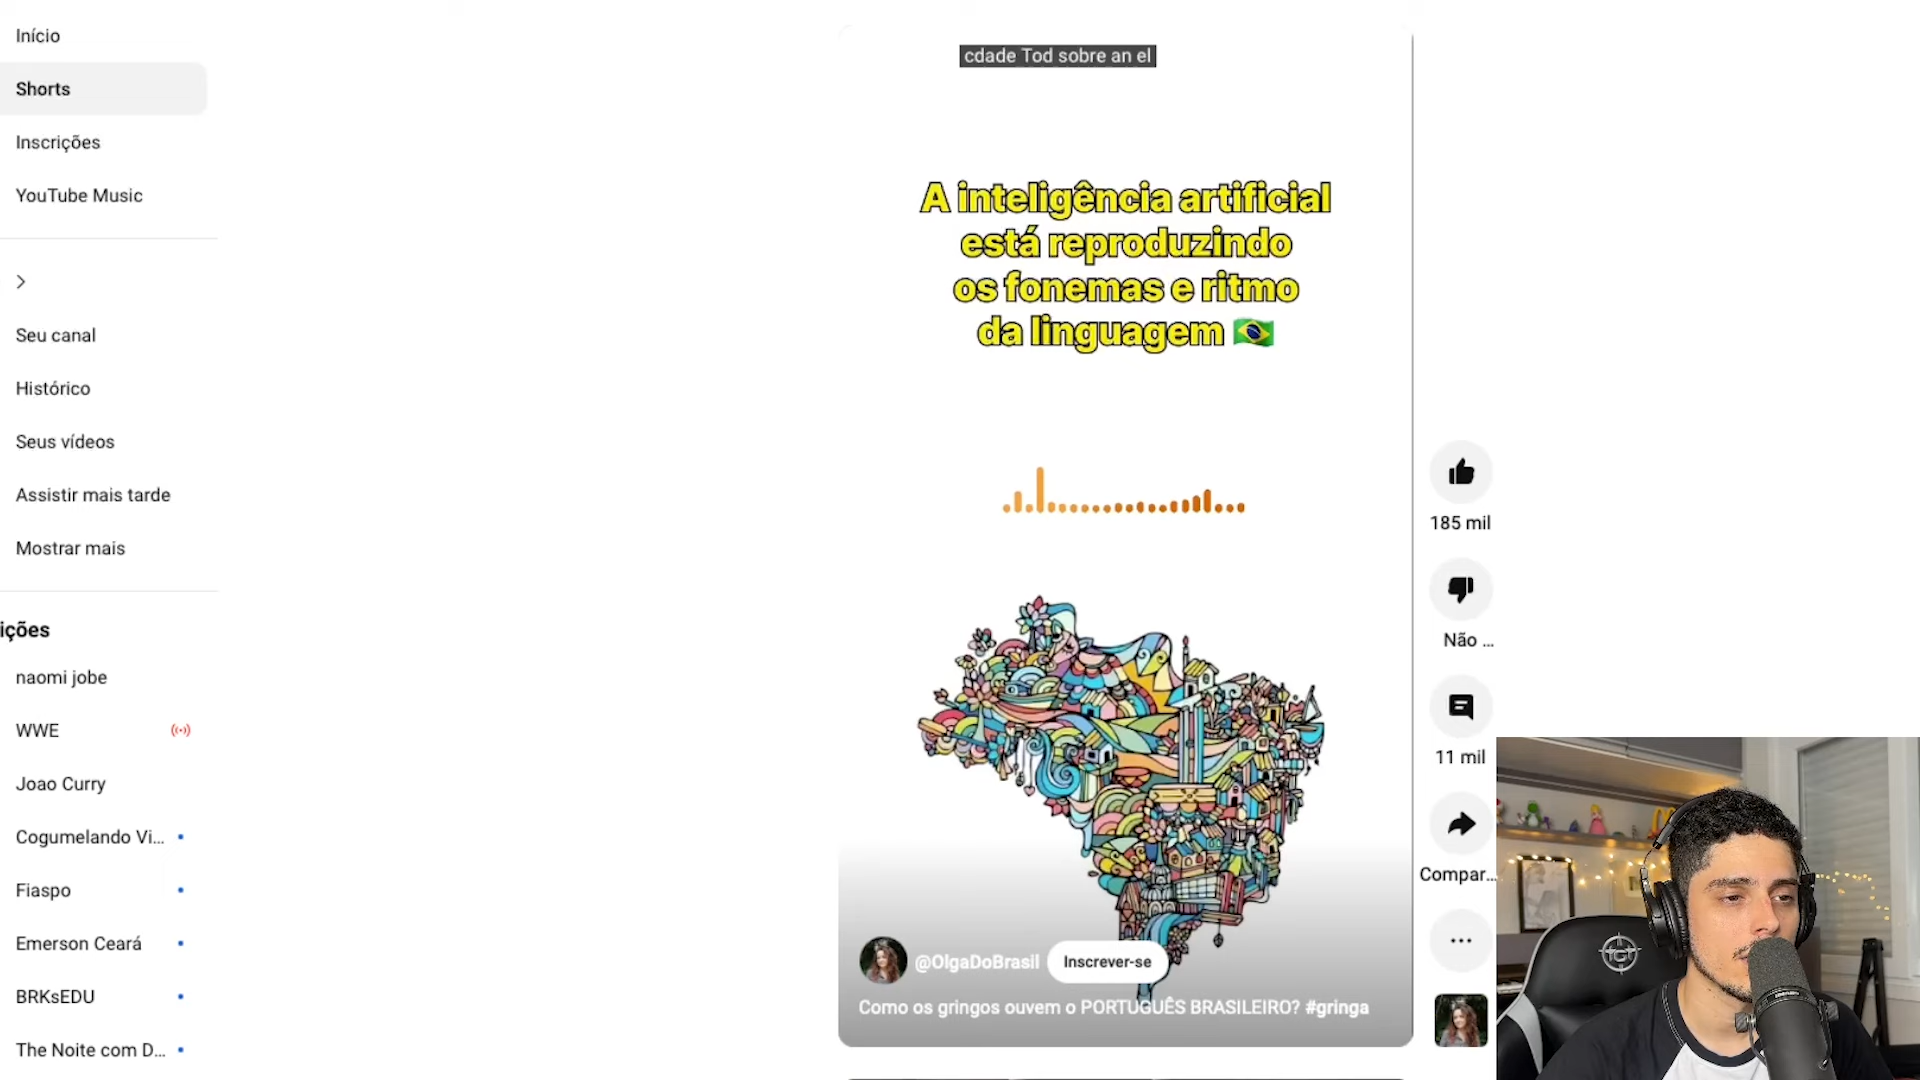 Início
Shorts
Inscrições
YouTube Music
Seu canal
Histórico
Seus vídeos
Assistir mais tarde
Mostrar mais
ições
naomi jobe
WWE
Joao Curry
Cogumelando Vi...
Fiaspo
Emerson Ceará
BRKsEDU
The Noite com D...
cdade Tod sobre an el
A inteligência artificial
está reproduzindo
os fonemas e ritmo
da linguagem 🇧🇷
@OlgaDoBrasil Inscrever-se
Como os gringos ouvem o PORTUGUÊS BRASILEIRO? #gringa
185 mil
Não ...
11 mil
Compar...
TGT